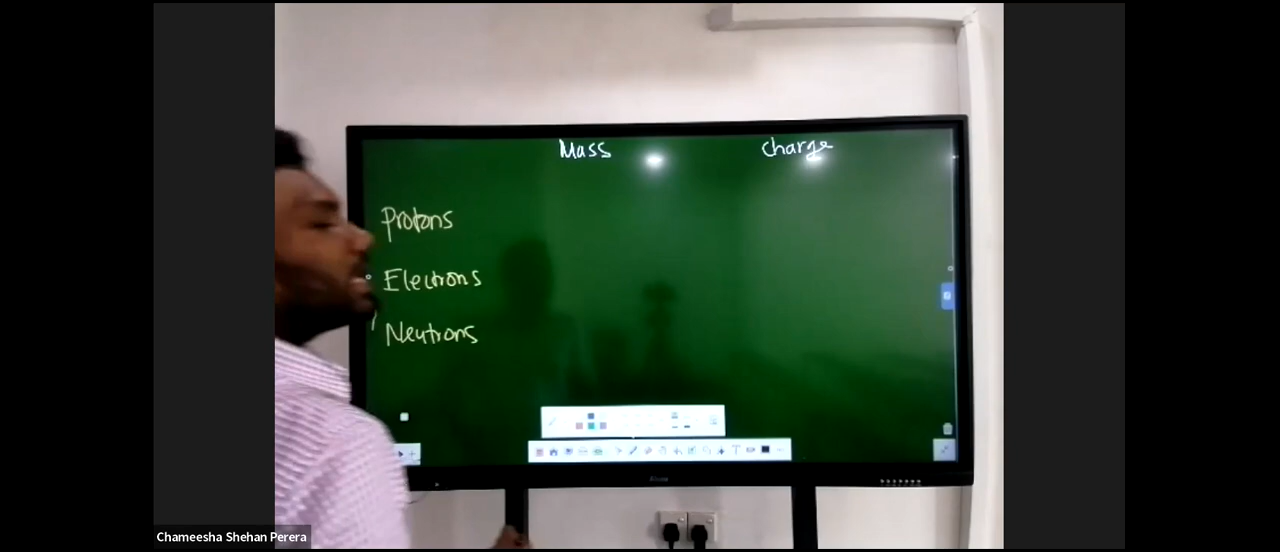 Mass charge
Protons
Electrons
Neutrons
Chameesha Shehan Perera